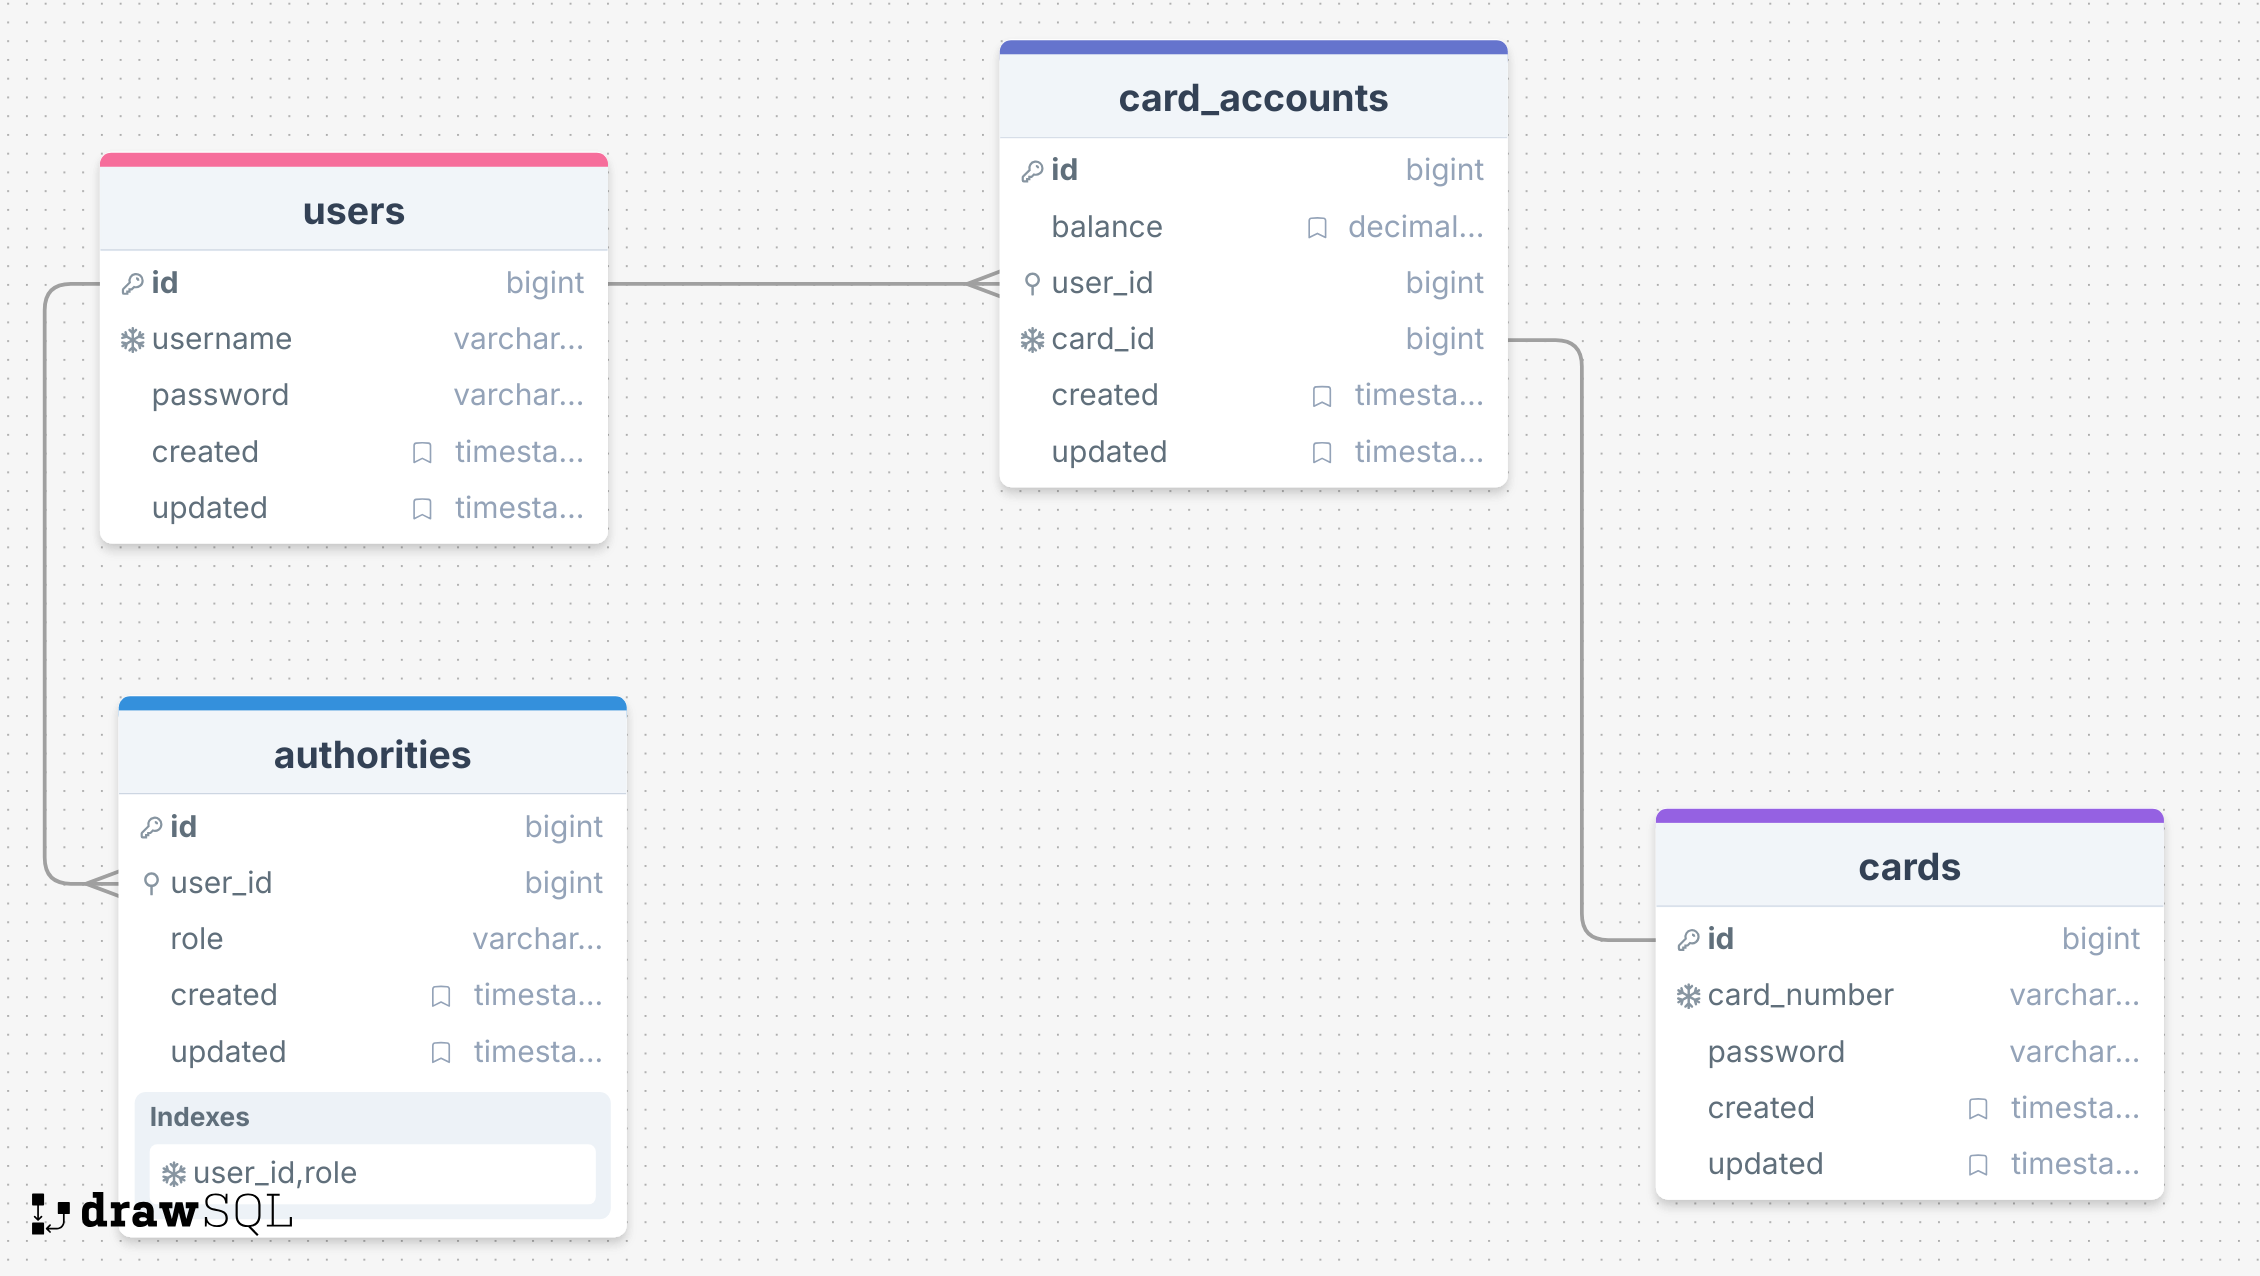 users
id bigint
username varchar...
password varchar...
created timesta...
updated timesta...
card_accounts
id bigint
balance decimal...
user_id bigint
card_id bigint
created timesta...
updated timesta...
authorities
id bigint
user_id bigint
role varchar...
created timesta...
updated timesta...
Indexes
user_id,role
cards
id bigint
card_number varchar...
password varchar...
created timesta...
updated timesta...
drawSQL